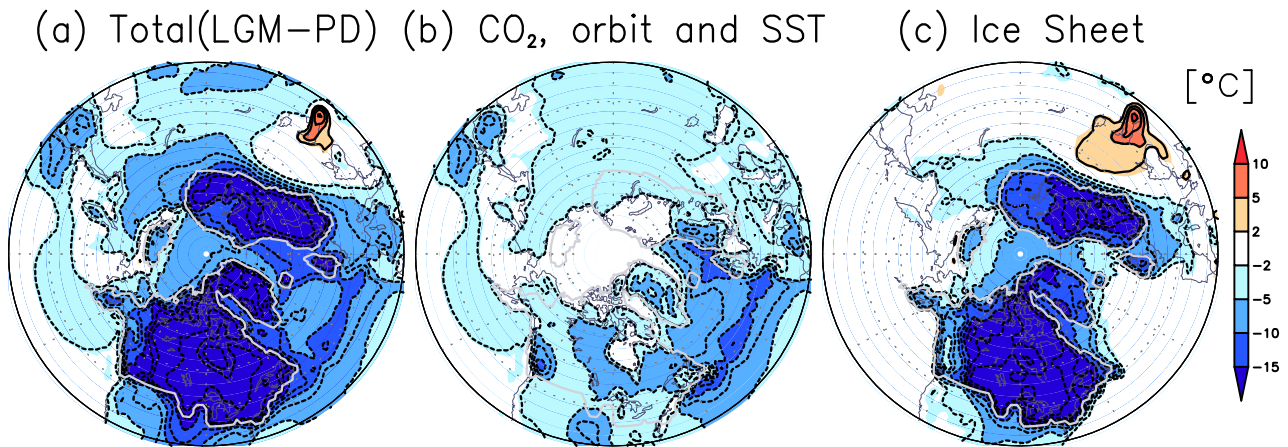 (a) Total(LGM−PD)
(b) CO₂, orbit and SST
(c) Ice Sheet
[°C]
10
5
2
−2
−5
−10
−15